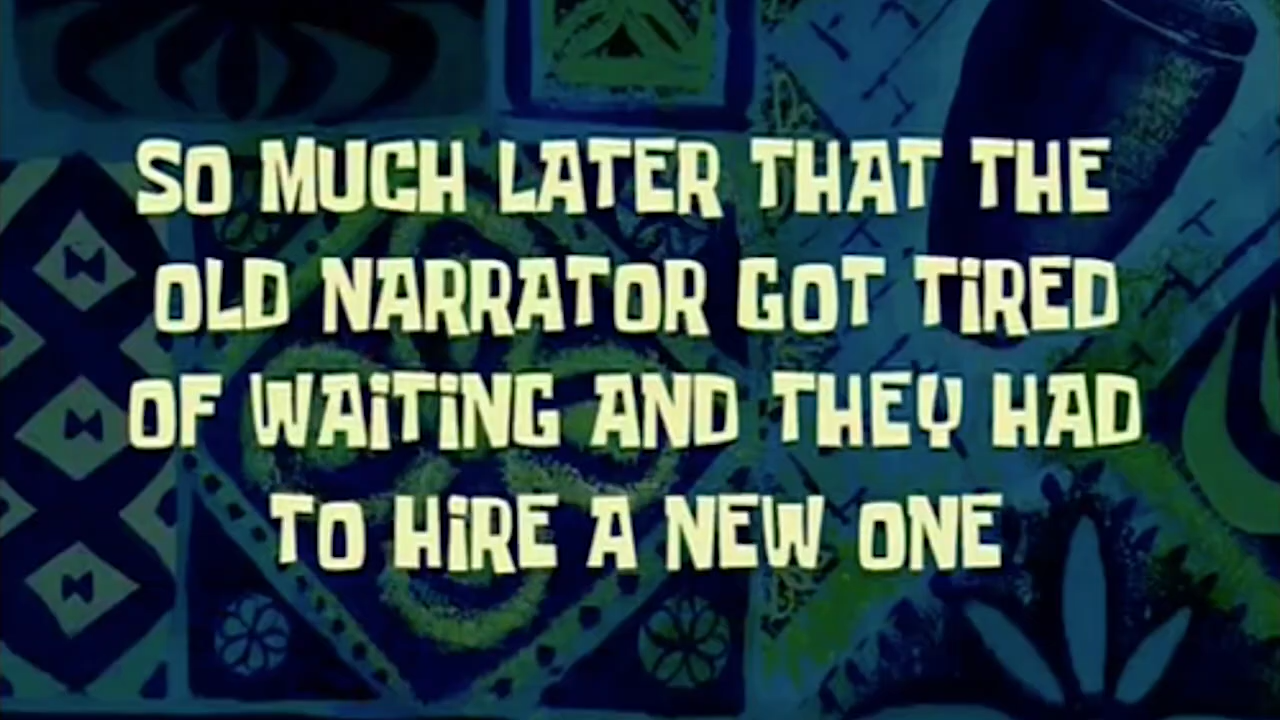 SO MUCH LATER THAT THE
OLD NARRATOR GOT TiRED
OF WAiTiNG AND THEY HAD
TO HiRE A NEW ONE